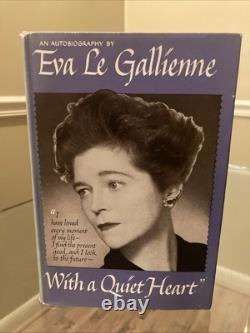 AN AUTOBIOGRAPHY BY
Eva Le Gallienne
"I
have loved
every moment
of my life –
I find the present
good, and I look
to the future –
With a Quiet Heart"
ebay